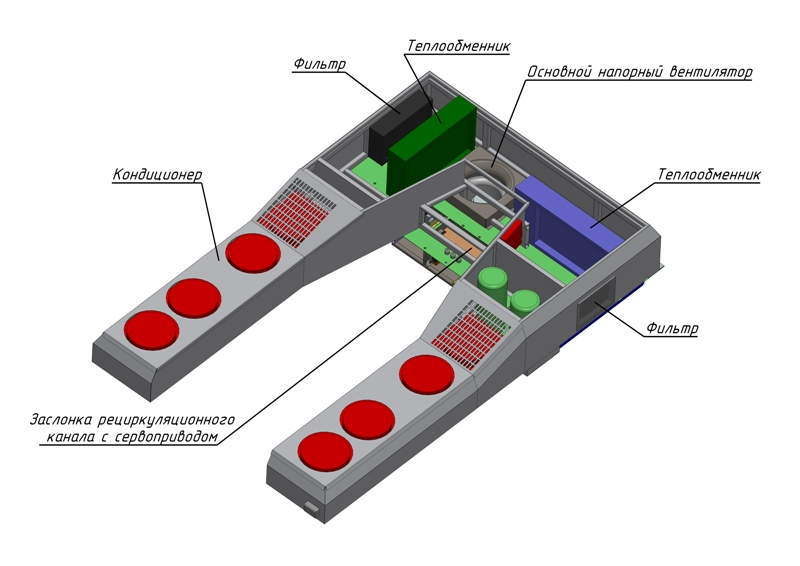 Теплообменник
Фильтр
Основной напорный вентилятор
Кондиционер
Теплообменник
Фильтр
Заслонка рециркуляционного
канала с сервоприводом